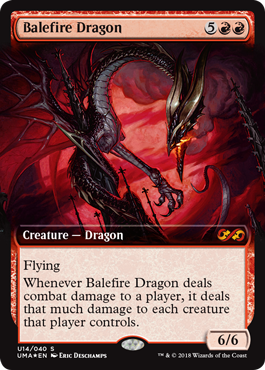 Balefire Dragon 5
Creature — Dragon
Flying
Whenever Balefire Dragon deals
combat damage to a player, it deals
that much damage to each creature
that player controls.
6/6
U14/040 S
UMA★EN Eric Deschamps
™ & © 2018 Wizards of the Coast